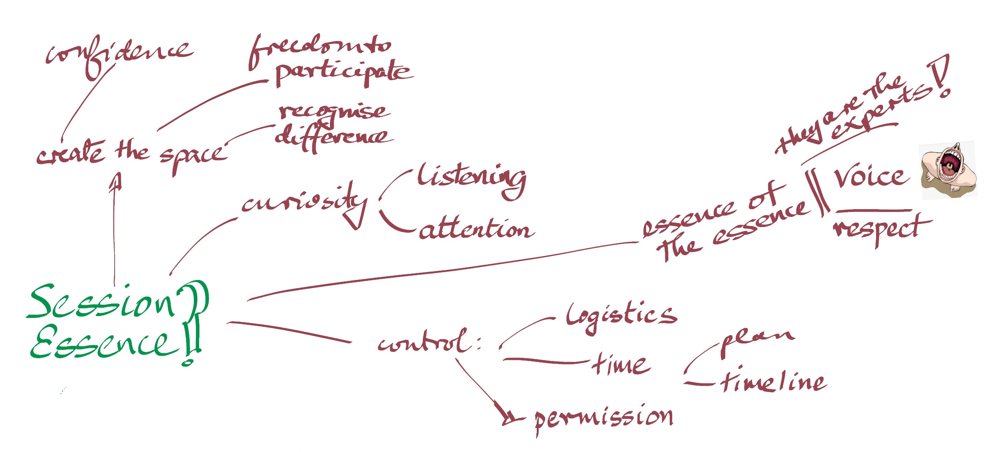 confidence
freedom to
participate
recognise
difference
create the space
curiosity
listening
attention
they are the
experts!
voice
respect
essence of
the essence
Session?
Essence!
control:
logistics
time
plan
timeline
permission